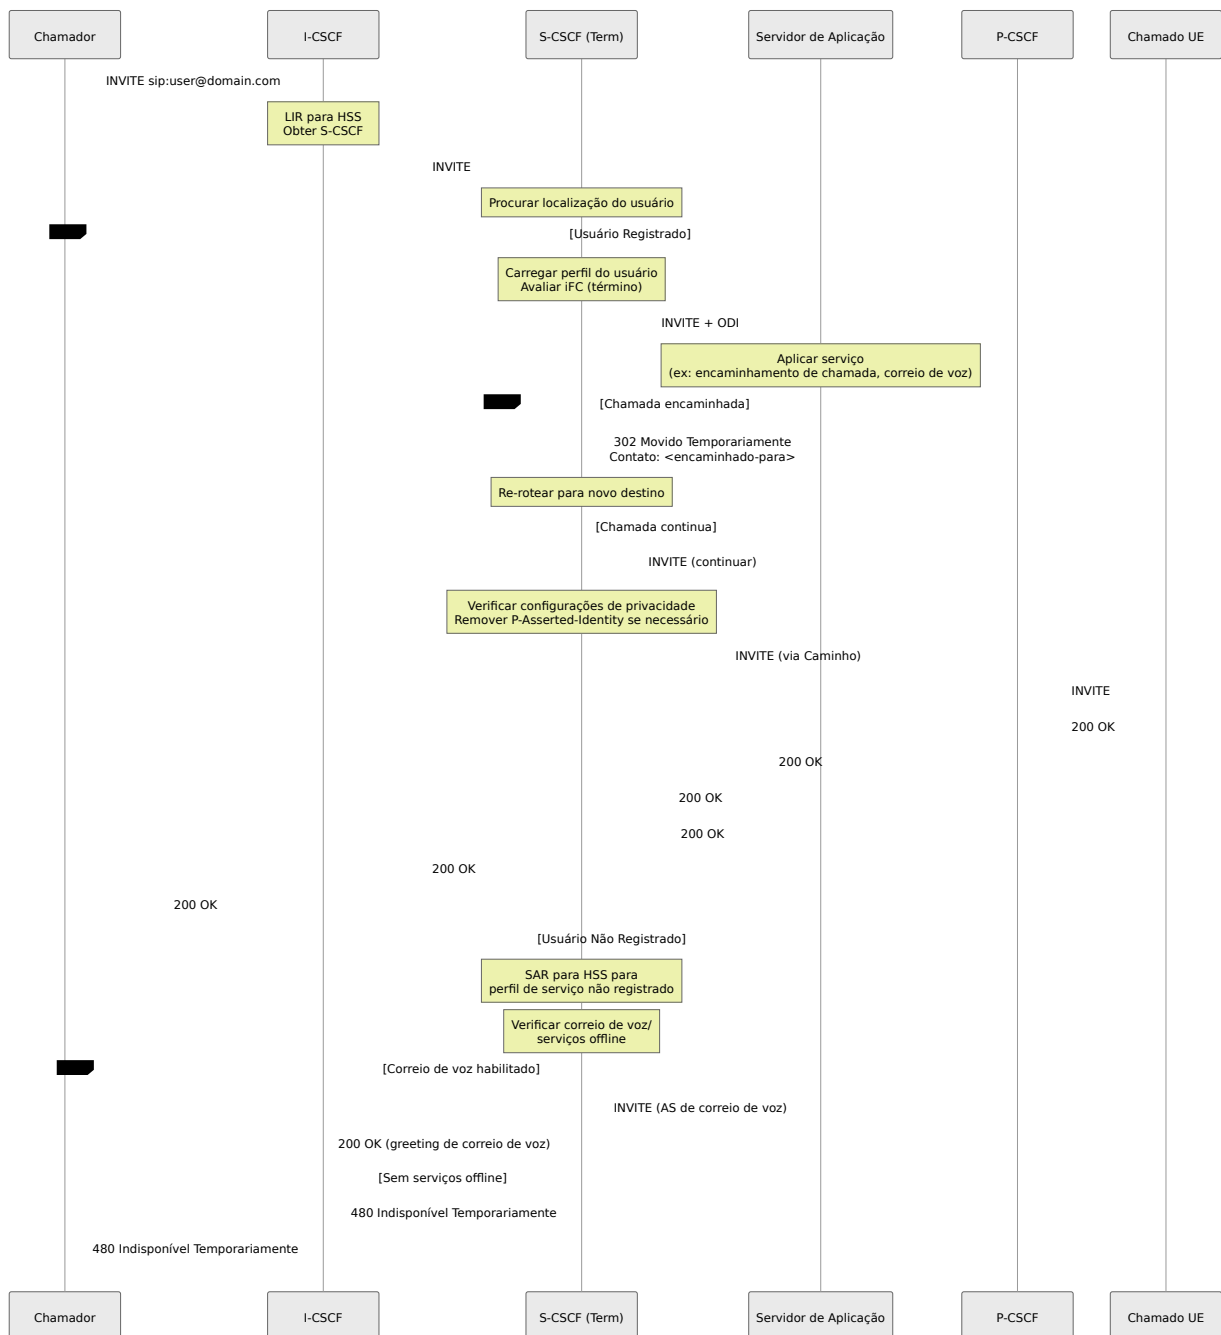 Chamador
I-CSCF
S-CSCF (Term)
Servidor de Aplicação
P-CSCF
Chamado UE
INVITE sip:user@domain.com
LIR para HSS
Obter S-CSCF
INVITE
Procurar localização do usuário
[Usuário Registrado]
Carregar perfil do usuário
Avaliar iFC (término)
INVITE + ODI
Aplicar serviço
(ex: encaminhamento de chamada, correio de voz)
[Chamada encaminhada]
302 Movido Temporariamente
Contato: <encaminhado-para>
Re-rotear para novo destino
[Chamada continua]
INVITE (continuar)
Verificar configurações de privacidade
Remover P-Asserted-Identity se necessário
INVITE (via Caminho)
INVITE
200 OK
200 OK
200 OK
200 OK
200 OK
200 OK
[Usuário Não Registrado]
SAR para HSS para
perfil de serviço não registrado
Verificar correio de voz/
serviços offline
[Correio de voz habilitado]
INVITE (AS de correio de voz)
200 OK (greeting de correio de voz)
[Sem serviços offline]
480 Indisponível Temporariamente
480 Indisponível Temporariamente
Chamador
I-CSCF
S-CSCF (Term)
Servidor de Aplicação
P-CSCF
Chamado UE